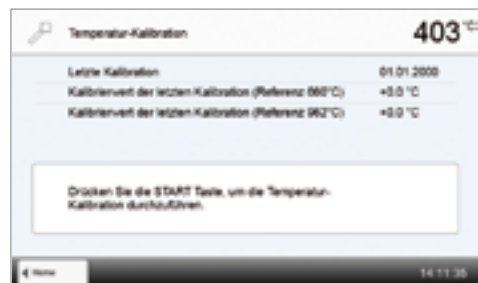 Temperatur-Kalibration 403 °C
Letzte Kalibration 01.01.2000
Kalibrierwert der letzten Kalibration (Referenz 660°C) +0.0 °C
Kalibrierwert der letzten Kalibration (Referenz 962°C) +0.0 °C
Drücken Sie die START Taste, um die Temperatur-
Kalibration durchzuführen.
Home 14:11:35